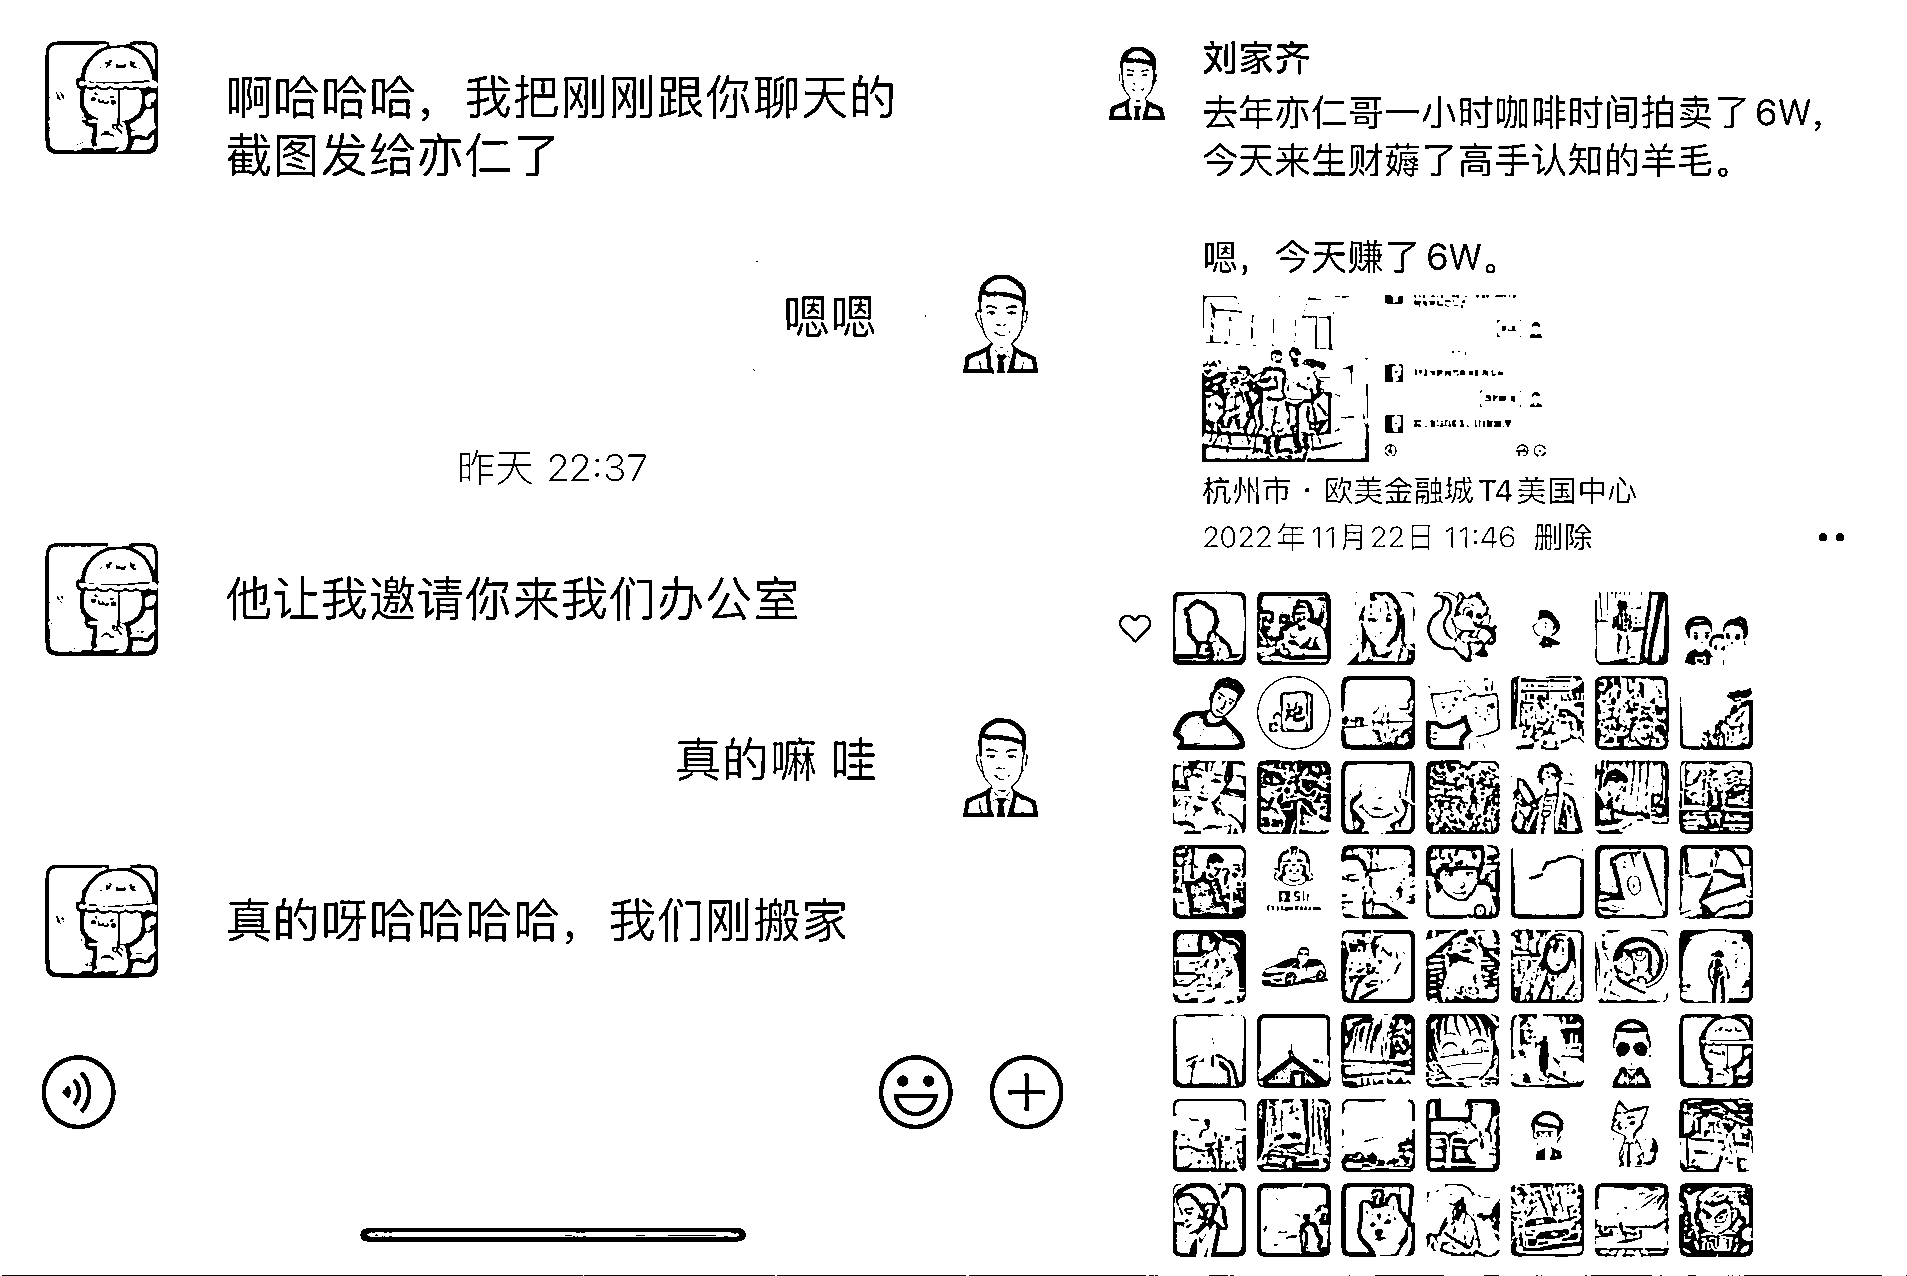 啊哈哈哈，我把刚刚跟你聊天的
截图发给亦仁了
嗯嗯
昨天 22:37
他让我邀请你来我们办公室
真的嘛 哇
真的呀哈哈哈哈，我们刚搬家
刘家齐
去年亦仁哥一小时咖啡时间拍卖了6W，
今天来生财薅了高手认知的羊毛。
嗯，今天赚了6W。
杭州市 · 欧美金融城T4美国中心
2022年11月22日 11:46 删除